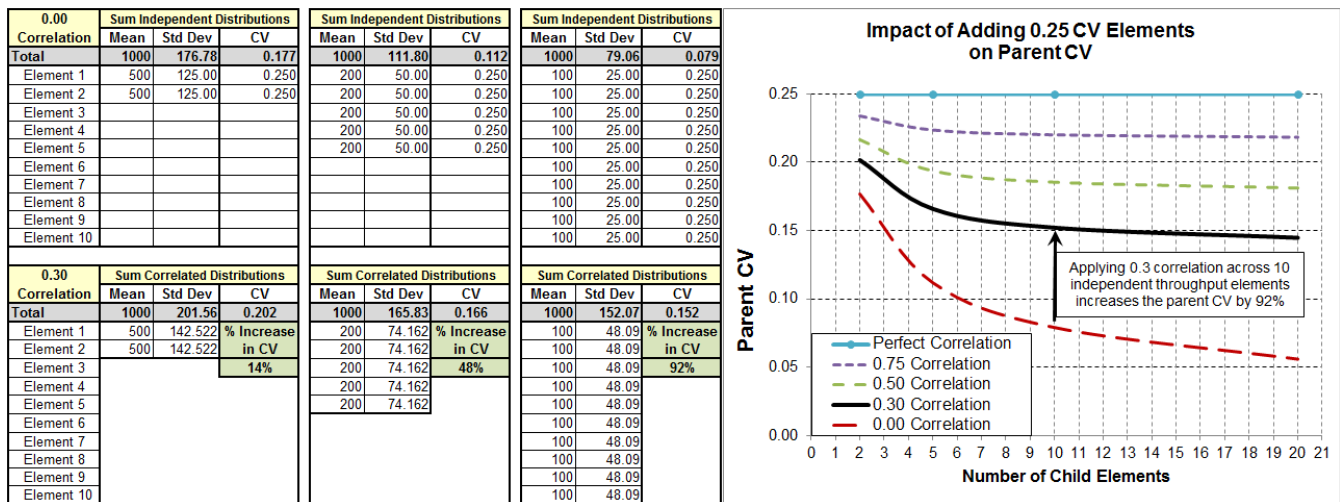 0.00 Sum Independent Distributions Sum Independent Distributions Sum Independent Distributions
Correlation Mean Std Dev CV Mean Std Dev CV Mean Std Dev CV
Total 1000 176.78 0.177 1000 111.80 0.112 1000 79.06 0.079
Element 1 500 125.00 0.250 200 50.00 0.250 100 25.00 0.250
Element 2 500 125.00 0.250 200 50.00 0.250 100 25.00 0.250
Element 3 200 50.00 0.250 100 25.00 0.250
Element 4 200 50.00 0.250 100 25.00 0.250
Element 5 200 50.00 0.250 100 25.00 0.250
Element 6 100 25.00 0.250
Element 7 100 25.00 0.250
Element 8 100 25.00 0.250
Element 9 100 25.00 0.250
Element 10 100 25.00 0.250
0.30 Sum Correlated Distributions Sum Correlated Distributions Sum Correlated Distributions
Correlation Mean Std Dev CV Mean Std Dev CV Mean Std Dev CV
Total 1000 201.56 0.202 1000 165.83 0.166 1000 152.07 0.152
Element 1 500 142.522 % Increase 200 74.162 % Increase 100 48.09 % Increase
Element 2 500 142.522 in CV 200 74.162 in CV 100 48.09 in CV
Element 3 14% 200 74.162 48% 100 48.09 92%
Element 4 200 74.162 100 48.09
Element 5 200 74.162 100 48.09
Element 6 100 48.09
Element 7 100 48.09
Element 8 100 48.09
Element 9 100 48.09
Element 10 100 48.09
Impact of Adding 0.25 CV Elements
on Parent CV
Parent CV
0.25
0.20
0.15
0.10
0.05
0.00
Applying 0.3 correlation across 10
independent throughput elements
increases the parent CV by 92%
Perfect Correlation
0.75 Correlation
0.50 Correlation
0.30 Correlation
0.00 Correlation
0 1 2 3 4 5 6 7 8 9 10 11 12 13 14 15 16 17 18 19 20 21
Number of Child Elements